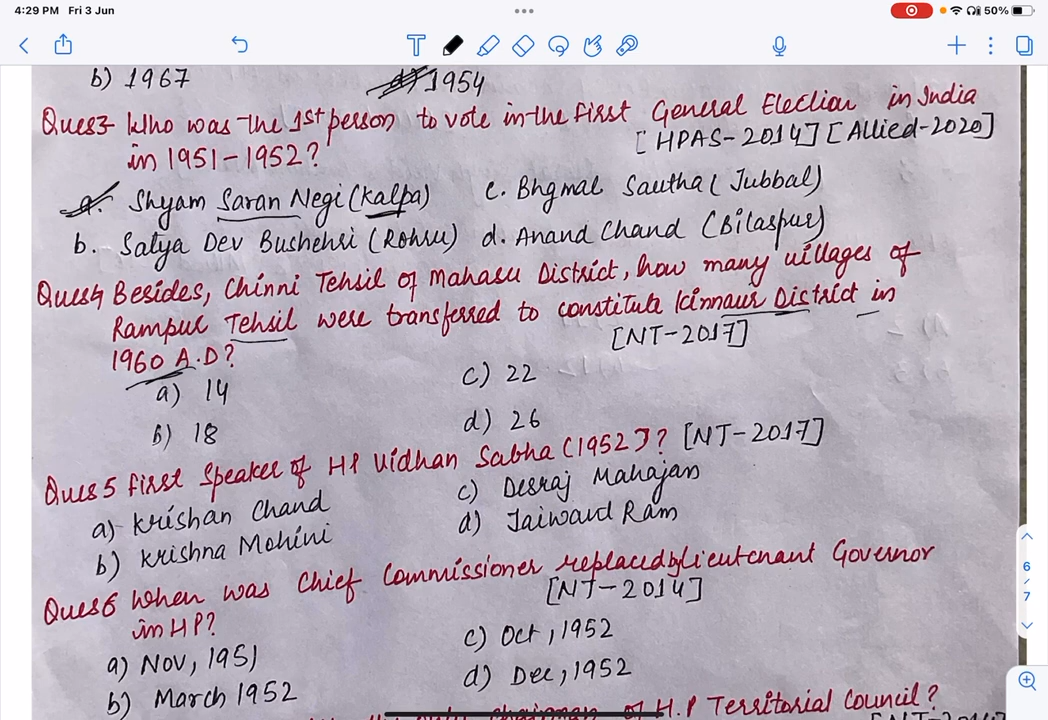 4:29 PM Fri 3 Jun
50%
T
b) 1967
d) 1954
Ques3 Who was the 1st person to vote in the First General Election in India
[HPAS-2014] [Allied-2020]
in 1951-1952?
a. Shyam Saran Negi (Kalpa)
c. Bhgmal Sautha ( Jubbal)
b. Satya Dev Bushehri (Rohru)
d. Anand Chand (Bilaspur)
Ques4 Besides, Chinni Tehsil of Mahasu District, how many villages of
Rampur Tehsil were transferred to constitute Kinnaur District in
1960 A.D?
[NT-2017]
a) 14
c) 22
b) 18
d) 26
Ques 5 First Speaker of HP Vidhan Sabha (1952)? [NT-2017]
a) Krishan Chand
c) Desraj Mahajan
b) Krishna Mohini
d) Jaiwant Ram
Ques6 When was Chief Commissioner replaced by Lieutenant Governor
in HP?
[NT-2014]
a) Nov, 1951
c) Oct, 1952
b) March 1952
d) Dec, 1952
of H.P Territorial Council?
6
/
7